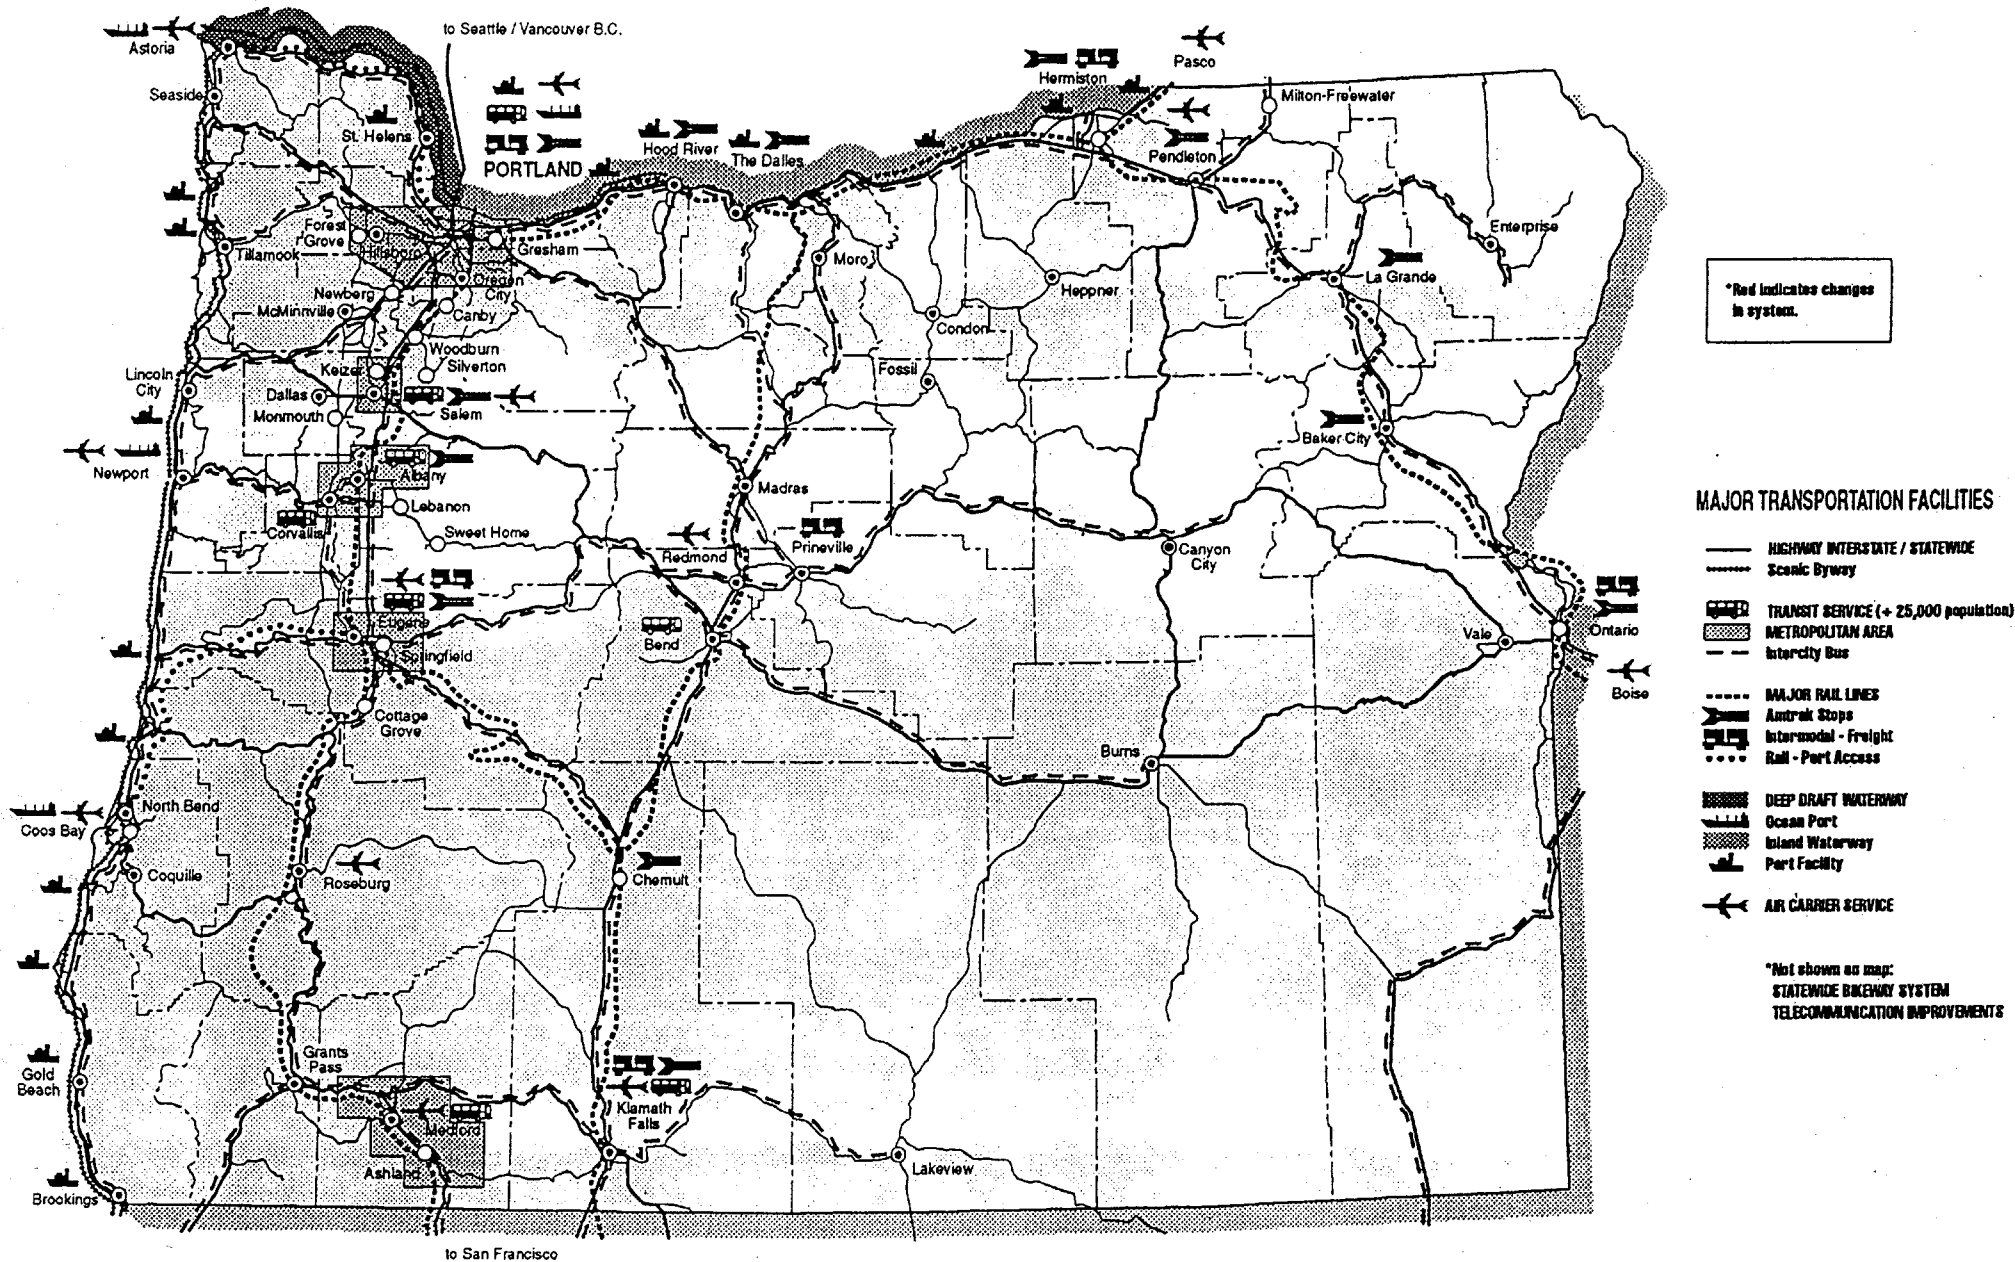 to Seattle / Vancouver B.C.
Astoria
Pasco
Hermiston
Seaside
Milton-Freewater
St. Helens
Hood River
The Dalles
Pendleton
PORTLAND
Forest
Grove
Hillsboro
Tillamook
Gresham
Moro
Enterprise
La Grande
Oregon
City
Newberg
Heppner
McMinnville
Canby
Condon
Woodburn
Silverton
Keizer
Lincoln
City
Fossil
Dallas
Salem
Monmouth
Baker City
Newport
Albany
Madras
Lebanon
Corvallis
Sweet Home
Redmond
Prineville
Canyon
City
Eugene
Bend
Vale
Ontario
Springfield
Boise
Cottage
Grove
Burns
North Bend
Coos Bay
Coquille
Roseburg
Chemult
Grants
Pass
Gold
Beach
Klamath
Falls
Medford
Ashland
Lakeview
Brookings
to San Francisco
*Red indicates changes
in system.
MAJOR TRANSPORTATION FACILITIES
HIGHWAY INTERSTATE / STATEWIDE
Scenic Byway
TRANSIT SERVICE (+ 25,000 population)
METROPOLITAN AREA
Intercity Bus
MAJOR RAIL LINES
Amtrak Stops
Intermodal - Freight
Rail - Port Access
DEEP DRAFT WATERWAY
Ocean Port
Inland Waterway
Port Facility
AIR CARRIER SERVICE
*Not shown on map:
STATEWIDE BIKEWAY SYSTEM
TELECOMMUNICATION IMPROVEMENTS